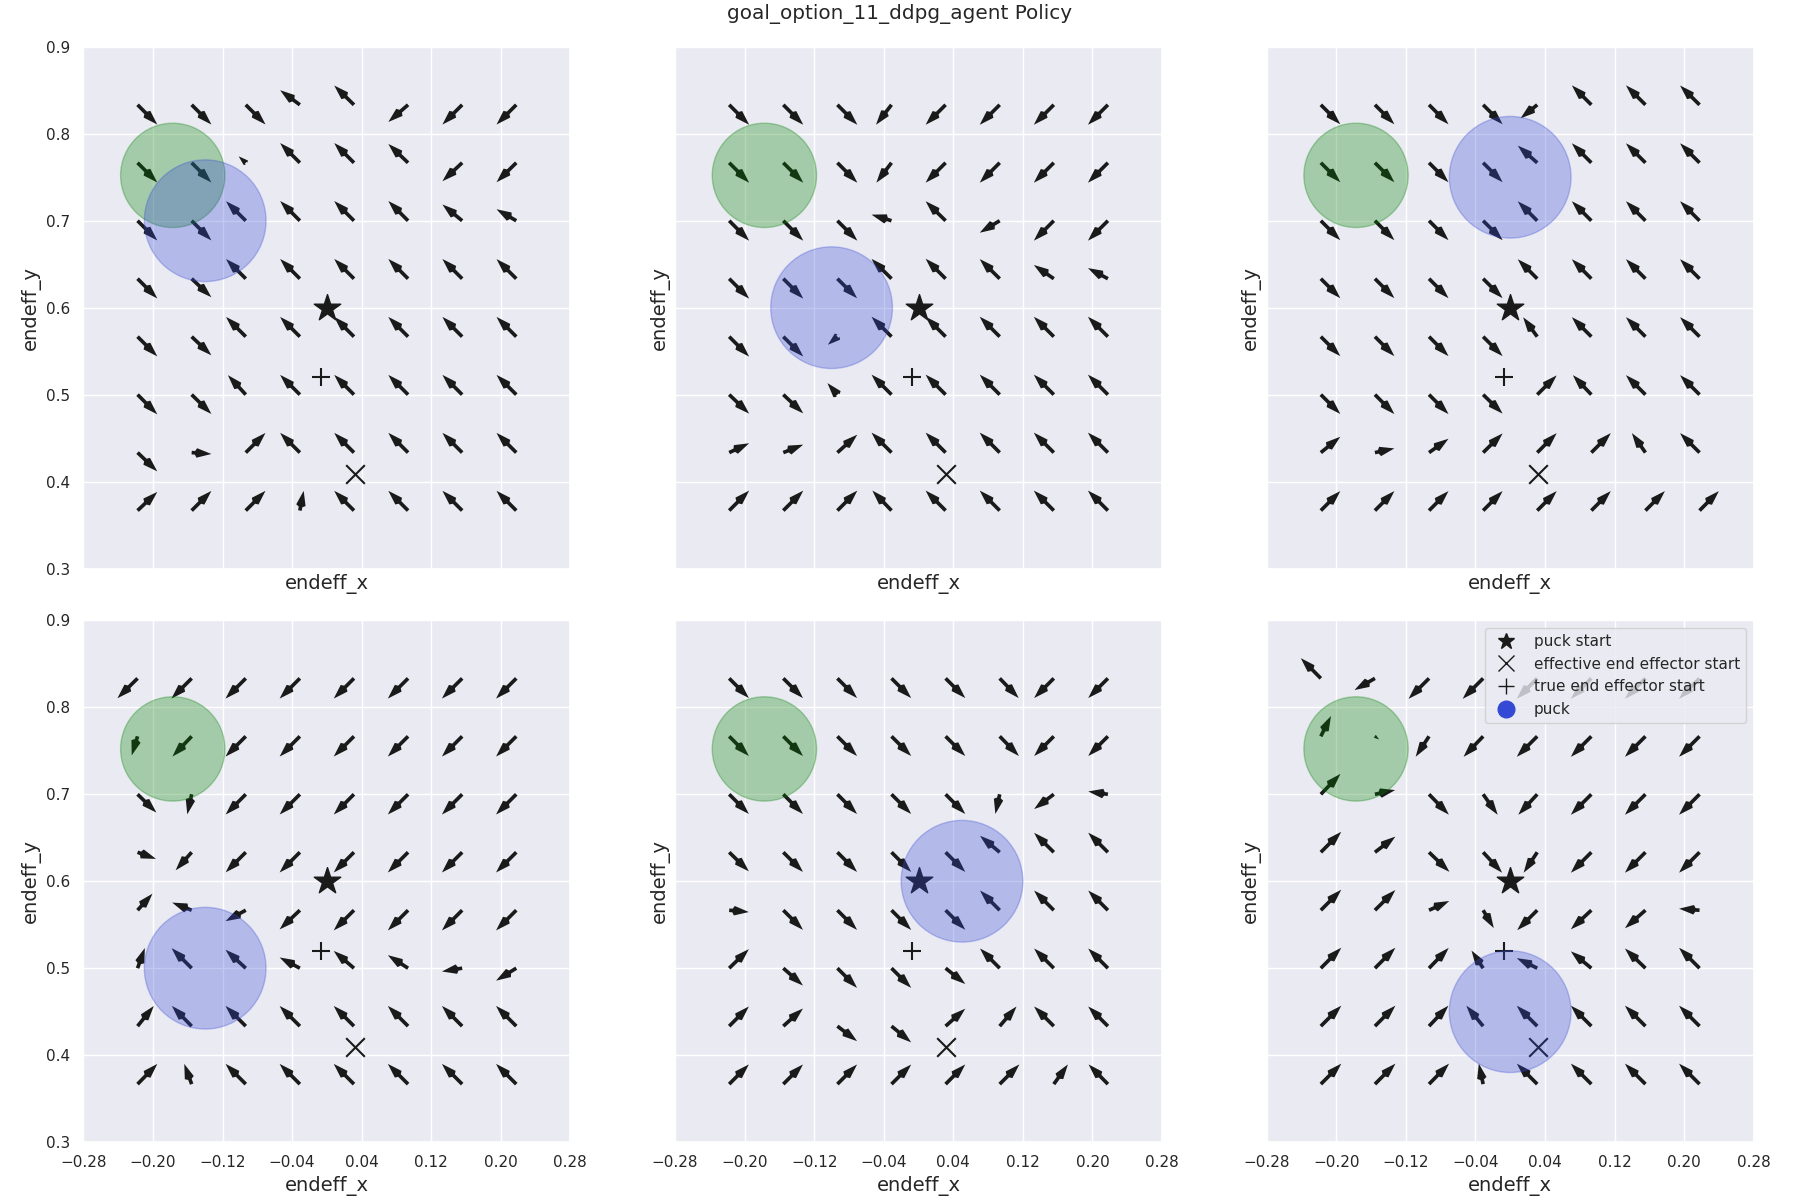 goal_option_11_ddpg_agent Policy
0.9
0.8
0.7
0.6
0.5
0.4
0.3
endeff_y
endeff_x
endeff_y
endeff_x
endeff_y
endeff_x
0.9
0.8
0.7
0.6
0.5
0.4
0.3
endeff_y
−0.28 −0.20 −0.12 −0.04 0.04 0.12 0.20 0.28
endeff_x
endeff_y
−0.28 −0.20 −0.12 −0.04 0.04 0.12 0.20 0.28
endeff_x
puck start
effective end effector start
true end effector start
puck
endeff_y
−0.28 −0.20 −0.12 −0.04 0.04 0.12 0.20 0.28
endeff_x